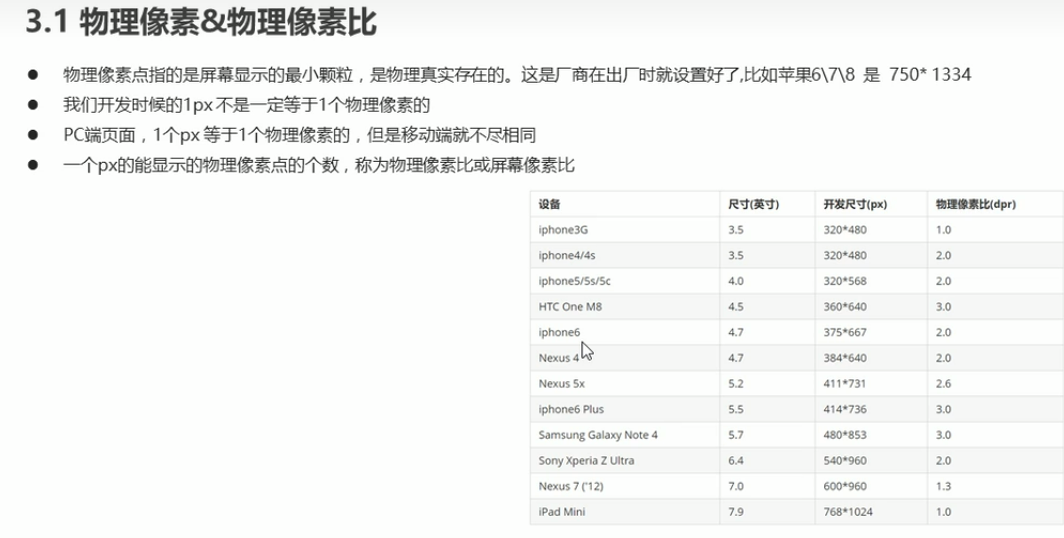 3.1 物理像素&物理像素比
● 物理像素点指的是屏幕显示的最小颗粒，是物理真实存在的。这是厂商在出厂时就设置好了,比如苹果6\7\8 是 750* 1334
● 我们开发时候的1px 不是一定等于1个物理像素的
● PC端页面，1个px 等于1个物理像素的，但是移动端就不尽相同
● 一个px的能显示的物理像素点的个数，称为物理像素比或屏幕像素比
设备 尺寸(英寸) 开发尺寸(px) 物理像素比(dpr)
iphone3G 3.5 320*480 1.0
iphone4/4s 3.5 320*480 2.0
iphone5/5s/5c 4.0 320*568 2.0
HTC One M8 4.5 360*640 3.0
iphone6 4.7 375*667 2.0
Nexus 4 4.7 384*640 2.0
Nexus 5x 5.2 411*731 2.6
iphone6 Plus 5.5 414*736 3.0
Samsung Galaxy Note 4 5.7 480*853 3.0
Sony Xperia Z Ultra 6.4 540*960 2.0
Nexus 7 ('12) 7.0 600*960 1.3
iPad Mini 7.9 768*1024 1.0